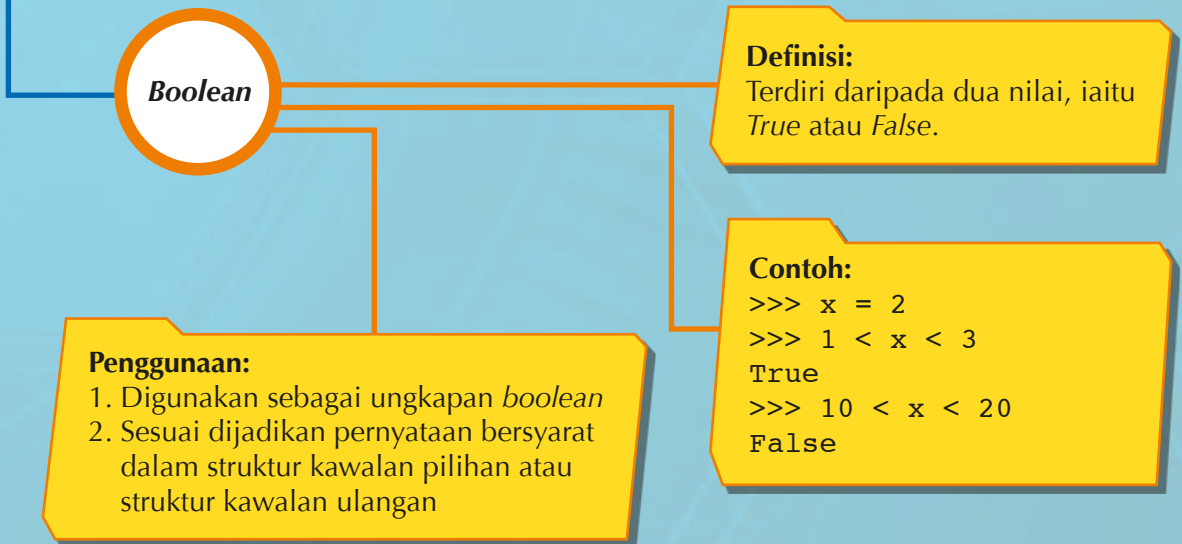 Boolean
Definisi:
Terdiri daripada dua nilai, iaitu
True atau False.
Contoh:
>>> x = 2
>>> 1 < x < 3
True
>>> 10 < x < 20
False
Penggunaan:
1. Digunakan sebagai ungkapan boolean
2. Sesuai dijadikan pernyataan bersyarat
dalam struktur kawalan pilihan atau
struktur kawalan ulangan